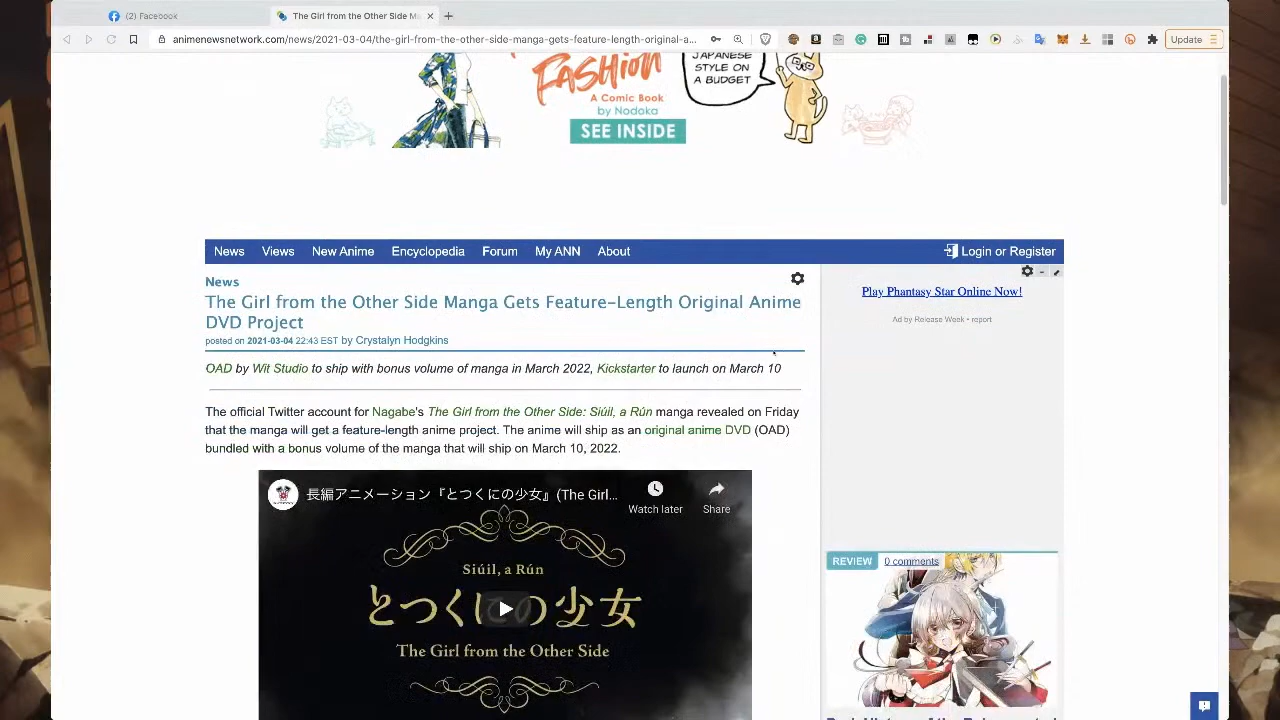 (2) Facebook
The Girl from the Other Side M
animenewsnetwork.com/news/2021-03-04/the-girl-from-the-other-side-manga-gets-feature-length-original-a...
Update
FASHION
A Comic Book
by Nodoka
SEE INSIDE
JAPANESE
STYLE ON
A BUDGET
News Views New Anime Encyclopedia Forum My ANN About Login or Register
News
The Girl from the Other Side Manga Gets Feature-Length Original Anime
DVD Project
posted on 2021-03-04 22:43 EST by Crystalyn Hodgkins
OAD by Wit Studio to ship with bonus volume of manga in March 2022, Kickstarter to launch on March 10
The official Twitter account for Nagabe's The Girl from the Other Side: Siúil, a Rún manga revealed on Friday
that the manga will get a feature-length anime project. The anime will ship as an original anime DVD (OAD)
bundled with a bonus volume of the manga that will ship on March 10, 2022.
長編アニメーション『とつくにの少女』(The Girl...
Watch later
Share
Siúil, a Rún
とつくにの少女
The Girl from the Other Side
Play Phantasy Star Online Now!
Ad by Release Week • report
REVIEW
0 comments